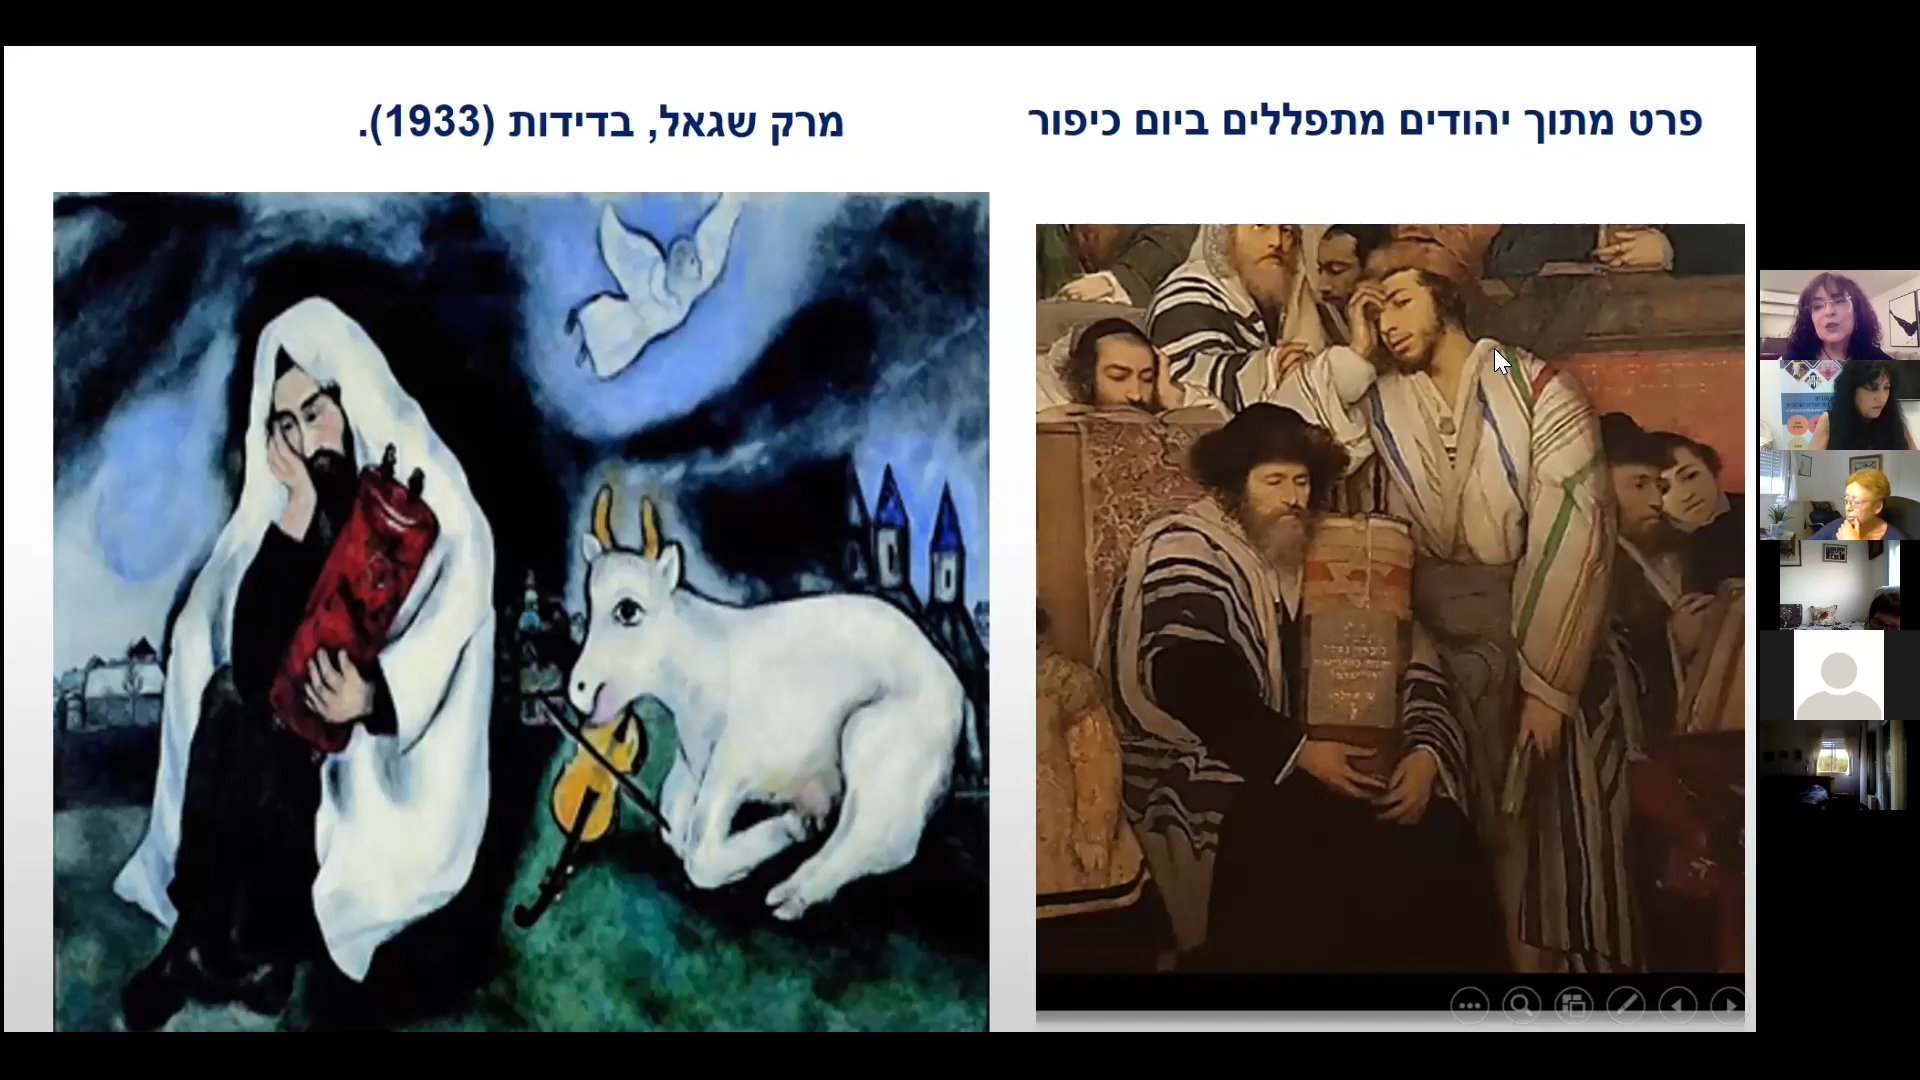 פרט מתוך יהודים מתפללים ביום כיפור
מרק שגאל, בדידות (1933).